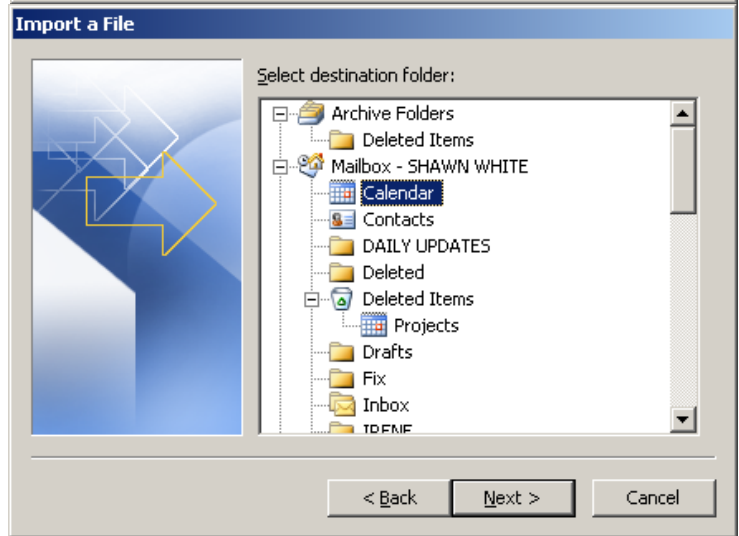 Import a File
Select destination folder:
Archive Folders
Deleted Items
Mailbox - SHAWN WHITE
Calendar
Contacts
DAILY UPDATES
Deleted
Deleted Items
Projects
Drafts
Fix
Inbox
IRENE
< Back
Next >
Cancel